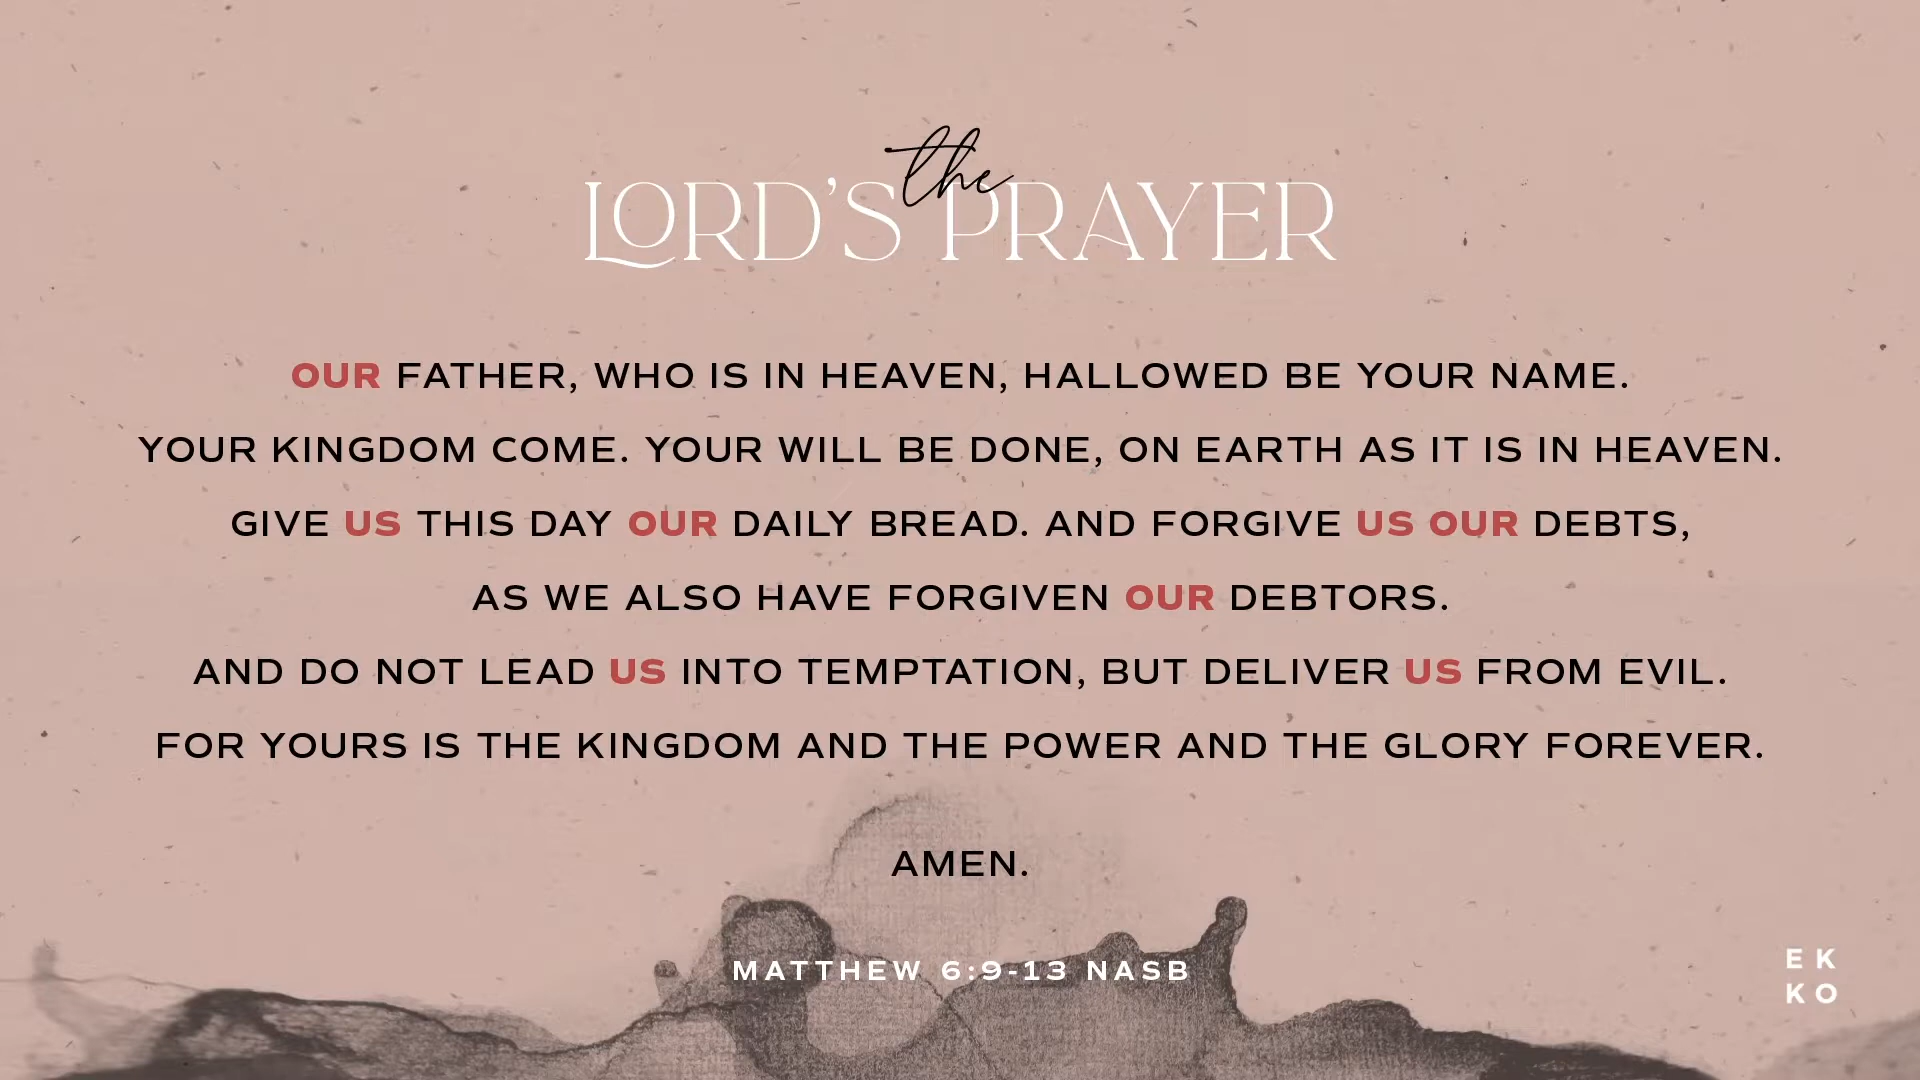 the
LORD'S PRAYER
OUR FATHER, WHO IS IN HEAVEN, HALLOWED BE YOUR NAME.
YOUR KINGDOM COME. YOUR WILL BE DONE, ON EARTH AS IT IS IN HEAVEN.
GIVE US THIS DAY OUR DAILY BREAD. AND FORGIVE US OUR DEBTS,
AS WE ALSO HAVE FORGIVEN OUR DEBTORS.
AND DO NOT LEAD US INTO TEMPTATION, BUT DELIVER US FROM EVIL.
FOR YOURS IS THE KINGDOM AND THE POWER AND THE GLORY FOREVER.
AMEN.
MATTHEW 6:9-13 NASB
EK
KO